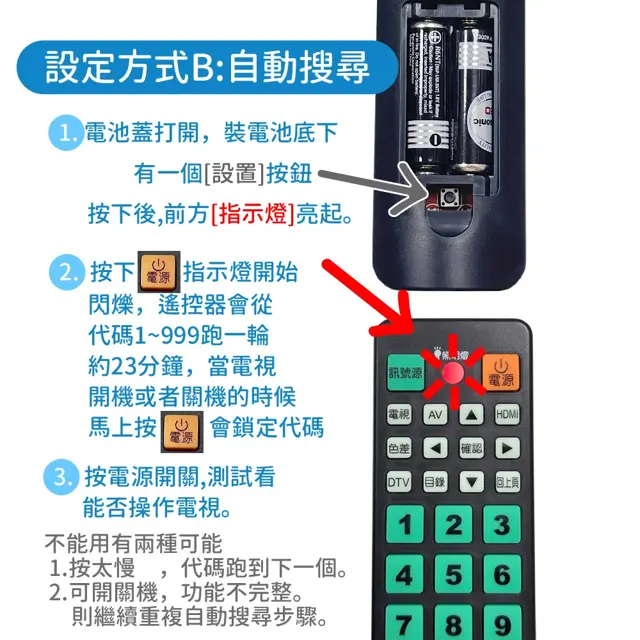 設定方式B:自動搜尋
1. 電池蓋打開，裝電池底下
有一個[設置]按鈕
按下後,前方[指示燈]亮起。
2. 按下 電源 指示燈開始
閃爍，遙控器會從
代碼1~999跑一輪
約23分鐘，當電視
開機或者關機的時候
馬上按 電源 會鎖定代碼
3. 按電源開關,測試看
能否操作電視。
不能用有兩種可能
1.按太慢 ，代碼跑到下一個。
2.可開關機，功能不完整。
則繼續重複自動搜尋步驟。
訊號源 電源
電視 AV ▲ HDMI
色差 ◀ 確認 ▶
DTV 目錄 ▼ 回上頁
1 2 3
4 5 6
7 8 9